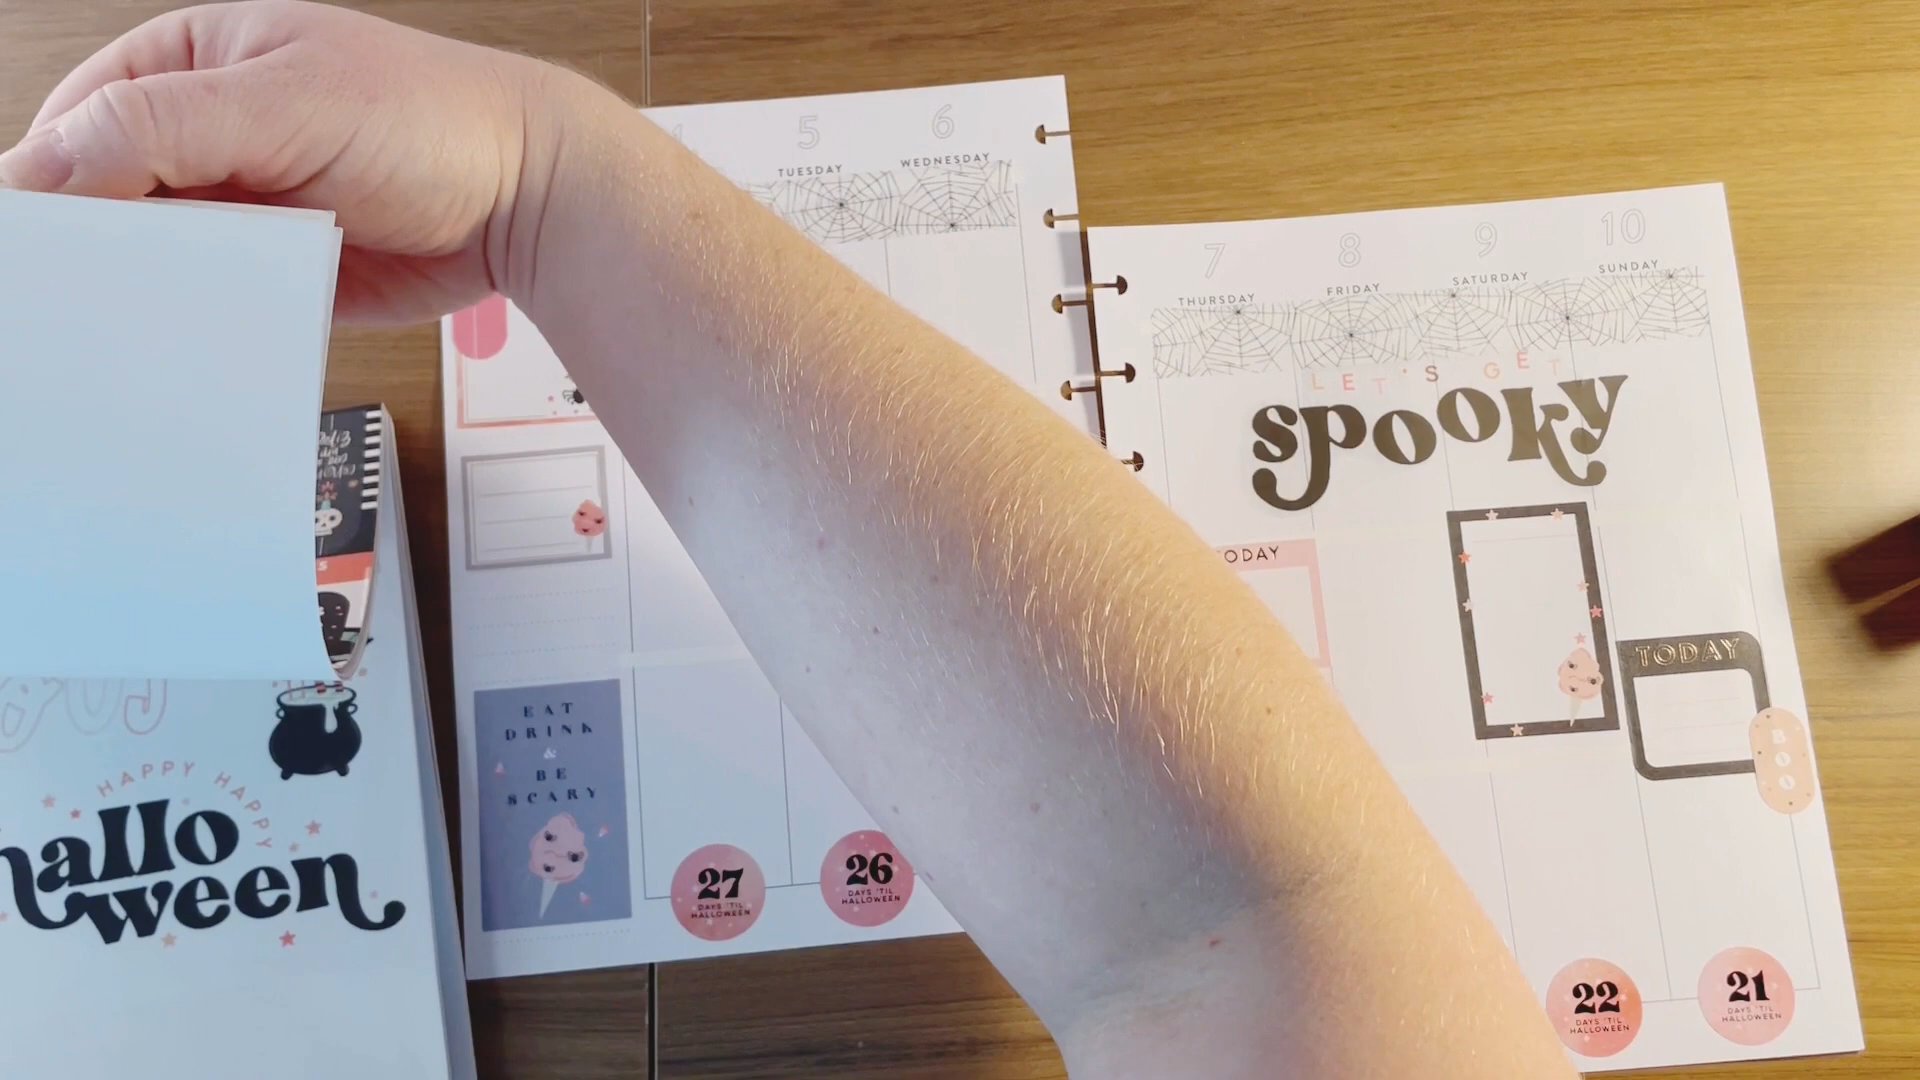 5
TUESDAY
6
WEDNESDAY
7
THURSDAY
8
FRIDAY
9
SATURDAY
10
SUNDAY
LET'S GET
spooky
TODAY
TODAY
BOO
EAT
DRINK
&
BE
SCARY
27
DAYS 'TIL
HALLOWEEN
26
DAYS 'TIL
HALLOWEEN
22
DAYS 'TIL
HALLOWEEN
21
DAYS 'TIL
HALLOWEEN
HAPPY HAPPY
hallo
ween